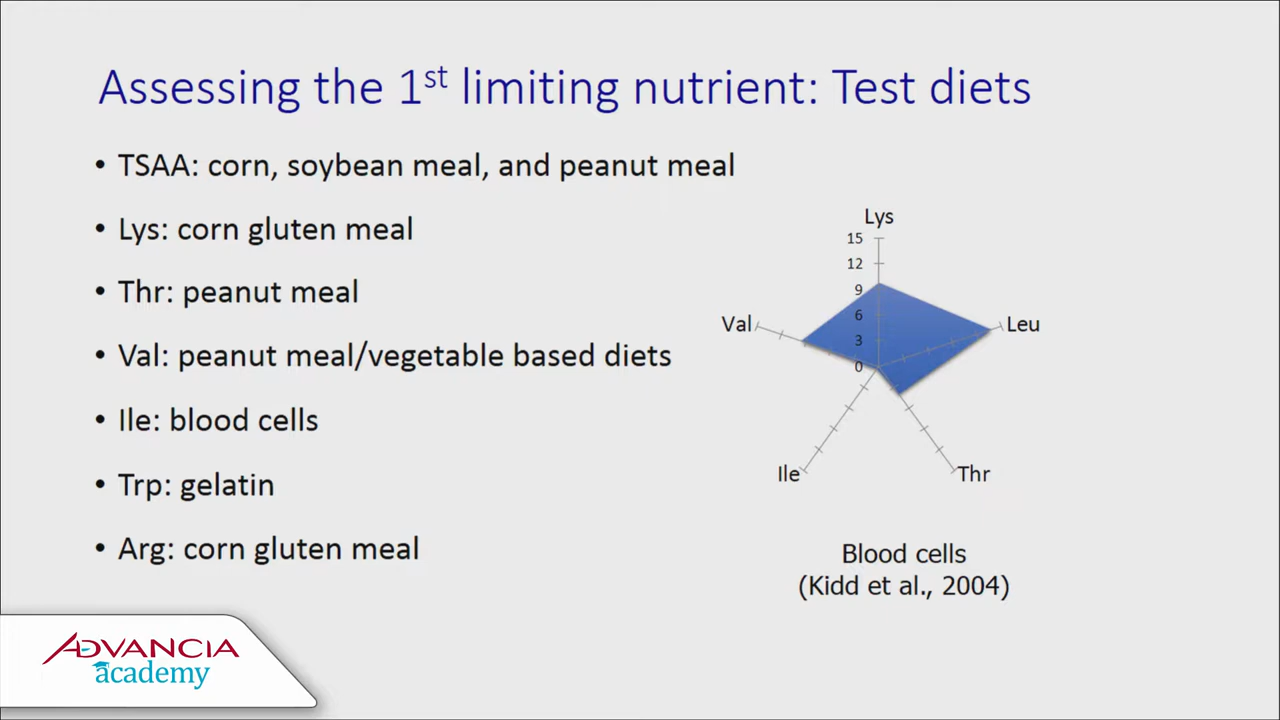 Assessing the 1st limiting nutrient: Test diets
• TSAA: corn, soybean meal, and peanut meal
• Lys: corn gluten meal
• Thr: peanut meal
• Val: peanut meal/vegetable based diets
• Ile: blood cells
• Trp: gelatin
• Arg: corn gluten meal
Lys
15
12
9
6
3
0
Val
Leu
Ile
Thr
Blood cells
(Kidd et al., 2004)
ADVANCIA
academy